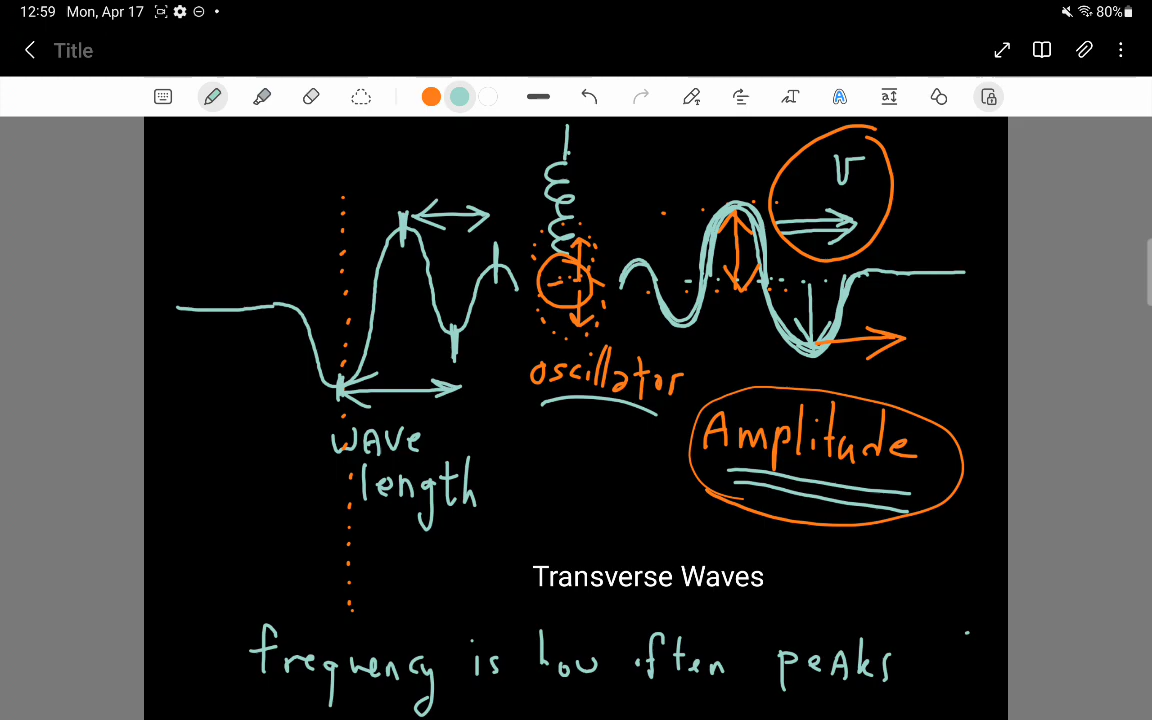 12:59 Mon, Apr 17
80%
Title
v
oscillator
Amplitude
wave
length
Transverse Waves
frequency is how often peaks